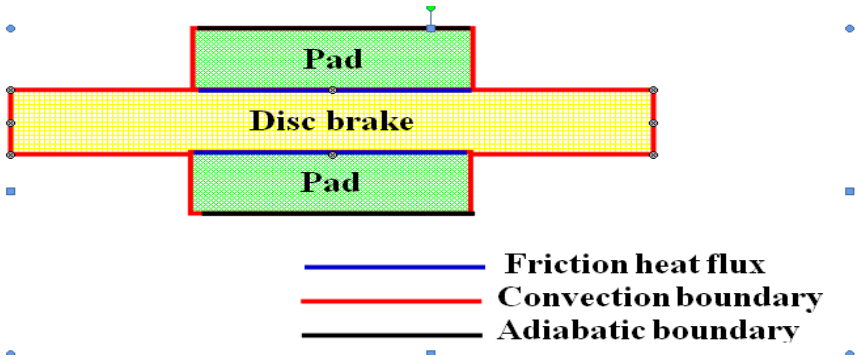 Pad
Disc brake
Pad
Friction heat flux
Convection boundary
Adiabatic boundary